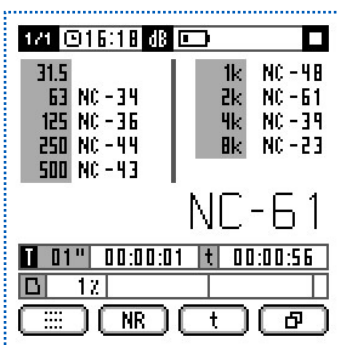 1/1 16:18 dB
31.5
63 NC-34
125 NC-36
250 NC-44
500 NC-43
1k NC-48
2k NC-61
4k NC-39
8k NC-23
NC-61
T 01" 00:00:01 t 00:00:56
1%
NR t